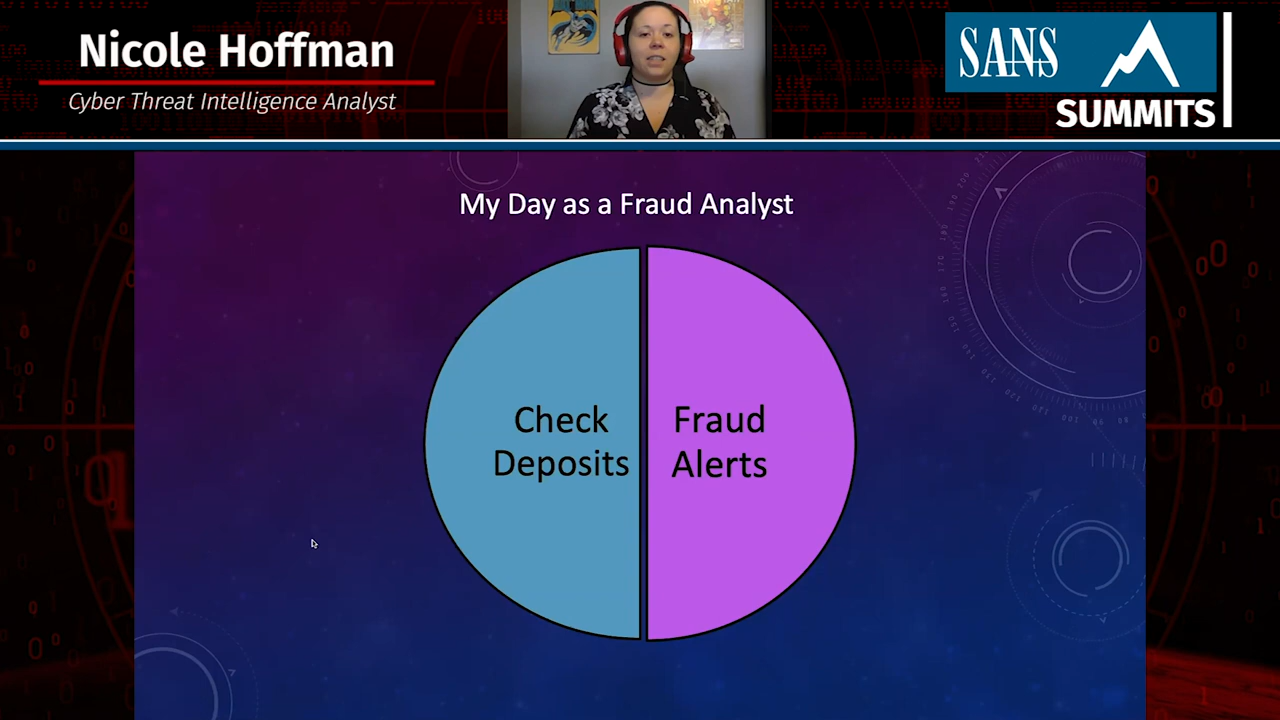 Nicole Hoffman
Cyber Threat Intelligence Analyst
SANS
SUMMITS
My Day as a Fraud Analyst
Check
Deposits
Fraud
Alerts